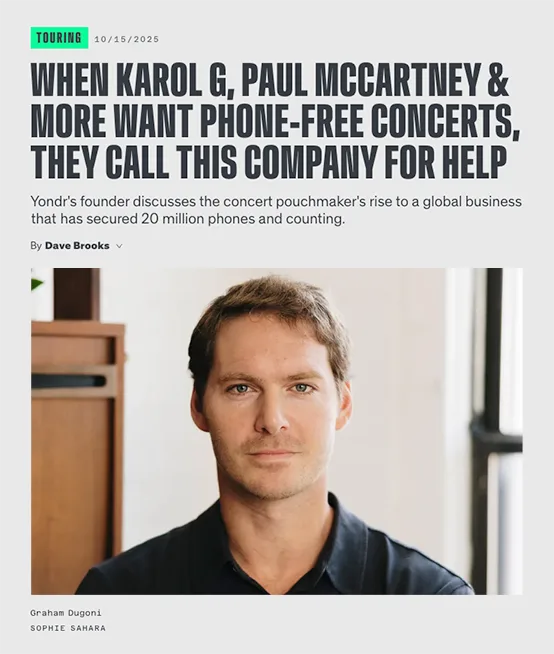 TOURING 10/15/2025
WHEN KAROL G, PAUL MCCARTNEY &
MORE WANT PHONE-FREE CONCERTS,
THEY CALL THIS COMPANY FOR HELP
Yondr's founder discusses the concert pouchmaker's rise to a global business
that has secured 20 million phones and counting.
By Dave Brooks
Graham Dugoni
SOPHIE SAHARA